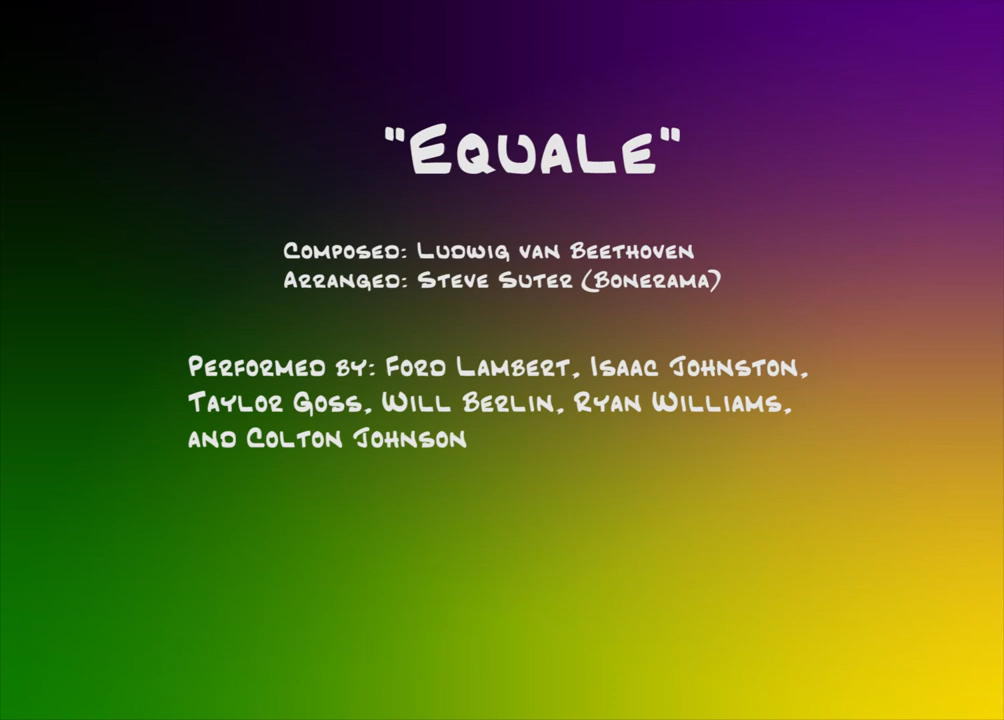 "Equale"
Composed: Ludwig van Beethoven
Arranged: Steve Suter (Bonerama)
Performed by: Ford Lambert, Isaac Johnston,
Taylor Goss, Will Berlin, Ryan Williams,
and Colton Johnson